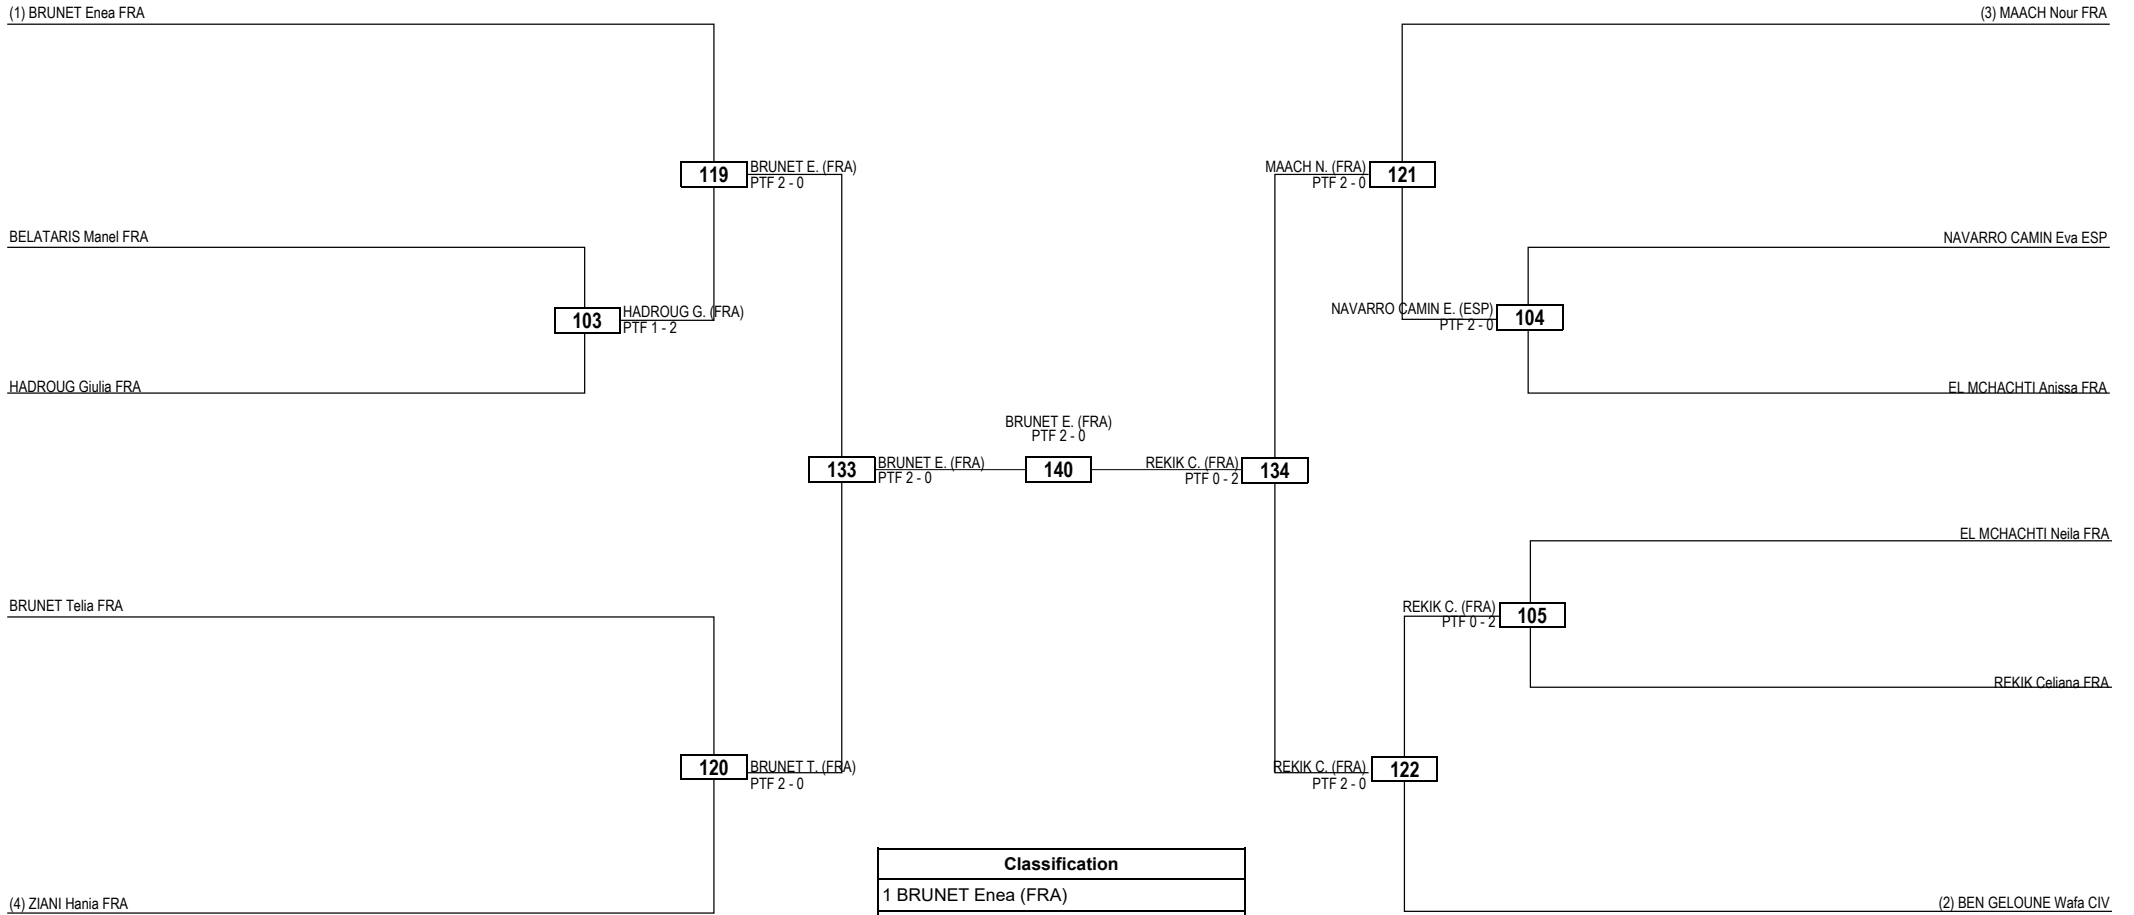 (1) BRUNET Enea FRA
(3) MAACH Nour FRA
119
BRUNET E. (FRA)
PTF 2 - 0
MAACH N. (FRA)
PTF 2 - 0
121
BELATARIS Manel FRA
NAVARRO CAMIN Eva ESP
103
HADROUG G. (FRA)
PTF 1 - 2
NAVARRO CAMIN E. (ESP)
PTF 2 - 0
104
HADROUG Giulia FRA
EL MCHACHTI Anissa FRA
BRUNET E. (FRA)
PTF 2 - 0
133
BRUNET E. (FRA)
PTF 2 - 0
140
REKIK C. (FRA)
PTF 0 - 2
134
EL MCHACHTI Neila FRA
BRUNET Telia FRA
REKIK C. (FRA)
PTF 0 - 2
105
REKIK Celiana FRA
120
BRUNET T. (FRA)
PTF 2 - 0
REKIK C. (FRA)
PTF 2 - 0
122
Classification
1 BRUNET Enea (FRA)
(4) ZIANI Hania FRA
(2) BEN GELOUNE Wafa CIV